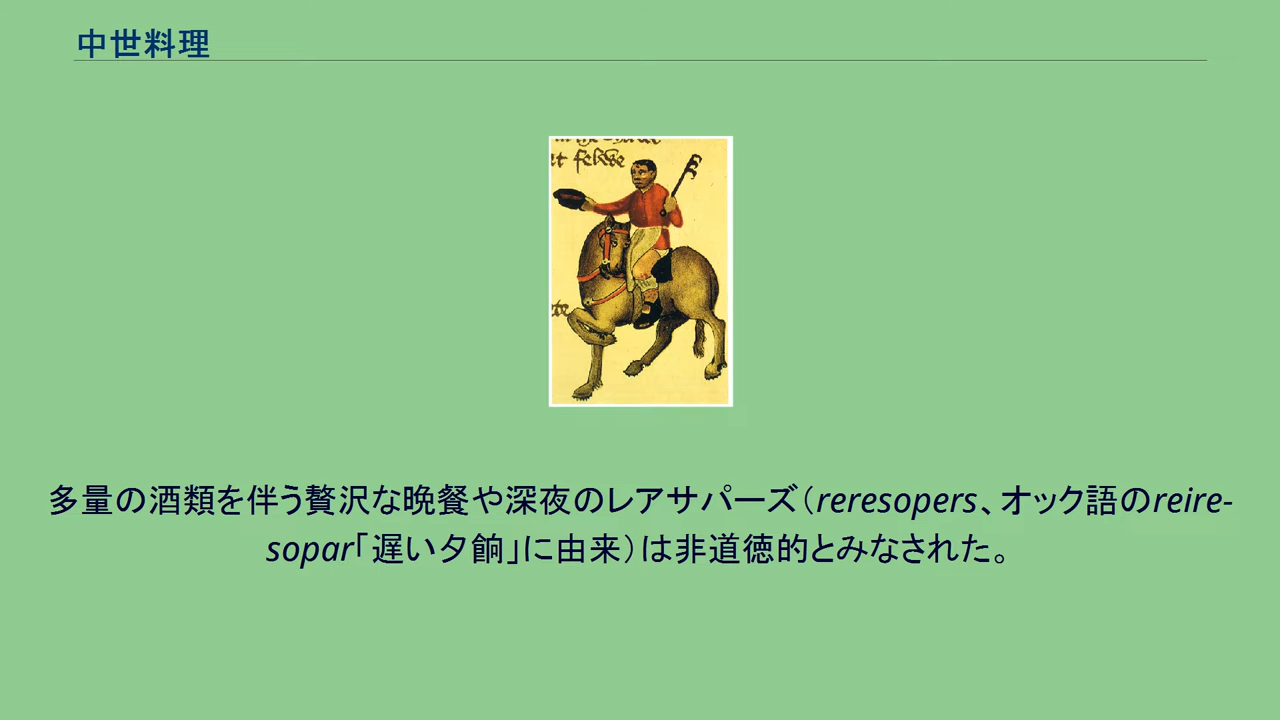 中世料理
et felawe
多量の酒類を伴う贅沢な晩餐や深夜のレアサパーズ（reresopers、オック語のreire-
sopar「遅い夕餉」に由来）は非道徳的とみなされた。